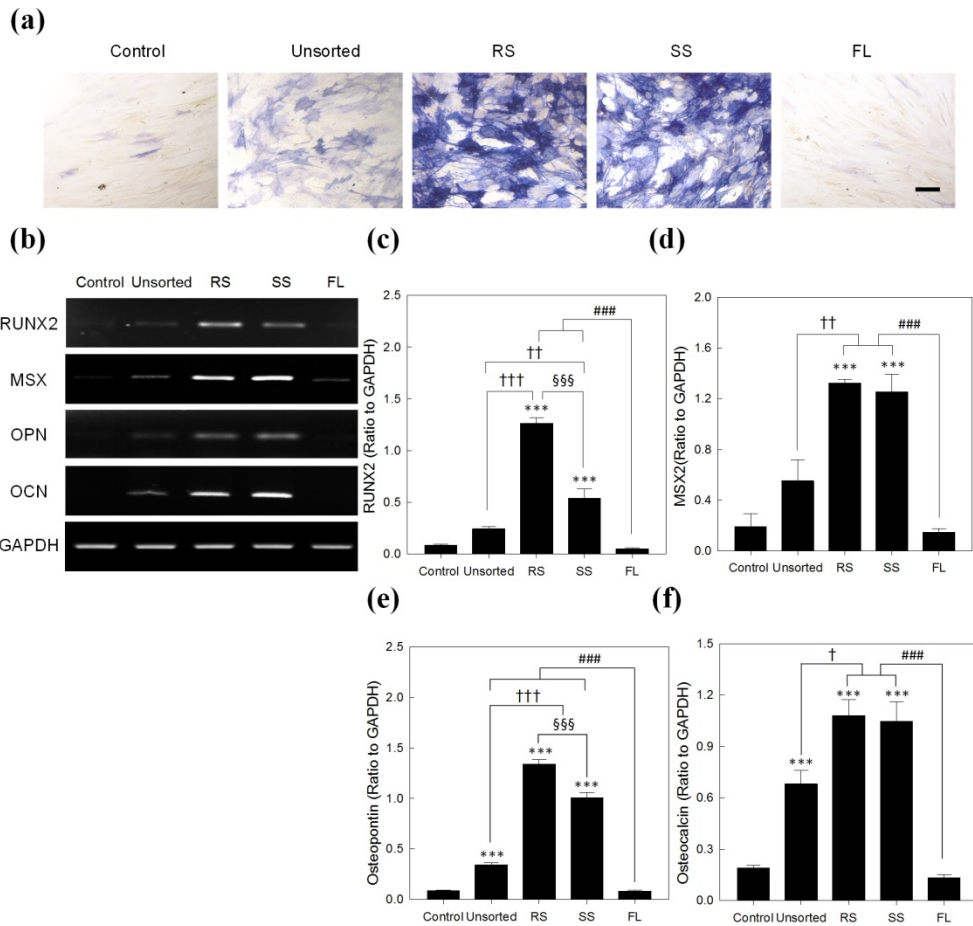 (a)
Control Unsorted RS SS FL
(b)
Control Unsorted RS SS FL
RUNX2
MSX
OPN
OCN
GAPDH
(c)
RUNX2 (Ratio to GAPDH)
2.5
2.0
1.5
1.0
0.5
0.0
###
††
††† §§§
***
***
Control Unsorted RS SS FL
(d)
MSX2(Ratio to GAPDH)
2.0
1.6
1.2
0.8
0.4
0.0
†† ###
*** ***
Control Unsorted RS SS FL
(e)
Osteopontin (Ratio to GAPDH)
2.5
2.0
1.5
1.0
0.5
0.0
###
†††
§§§
***
***
***
Control Unsorted RS SS FL
(f)
Osteocalcin (Ratio to GAPDH)
1.5
1.2
0.9
0.6
0.3
0.0
† ###
*** ***
***
Control Unsorted RS SS FL